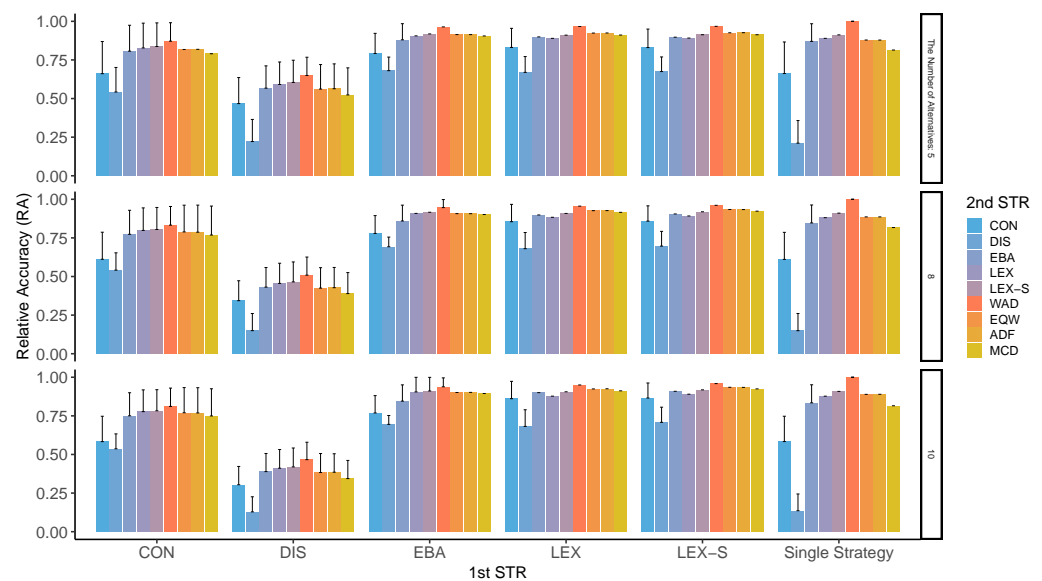 1.00
0.75
0.50
0.25
0.00
The Number of Alternatives: 5
1.00
0.75
0.50
0.25
0.00
8
1.00
0.75
0.50
0.25
0.00
10
Relative Accuracy (RA)
CON
DIS
EBA
LEX
LEX−S
Single Strategy
1st STR
2nd STR
CON
DIS
EBA
LEX
LEX−S
WAD
EQW
ADF
MCD